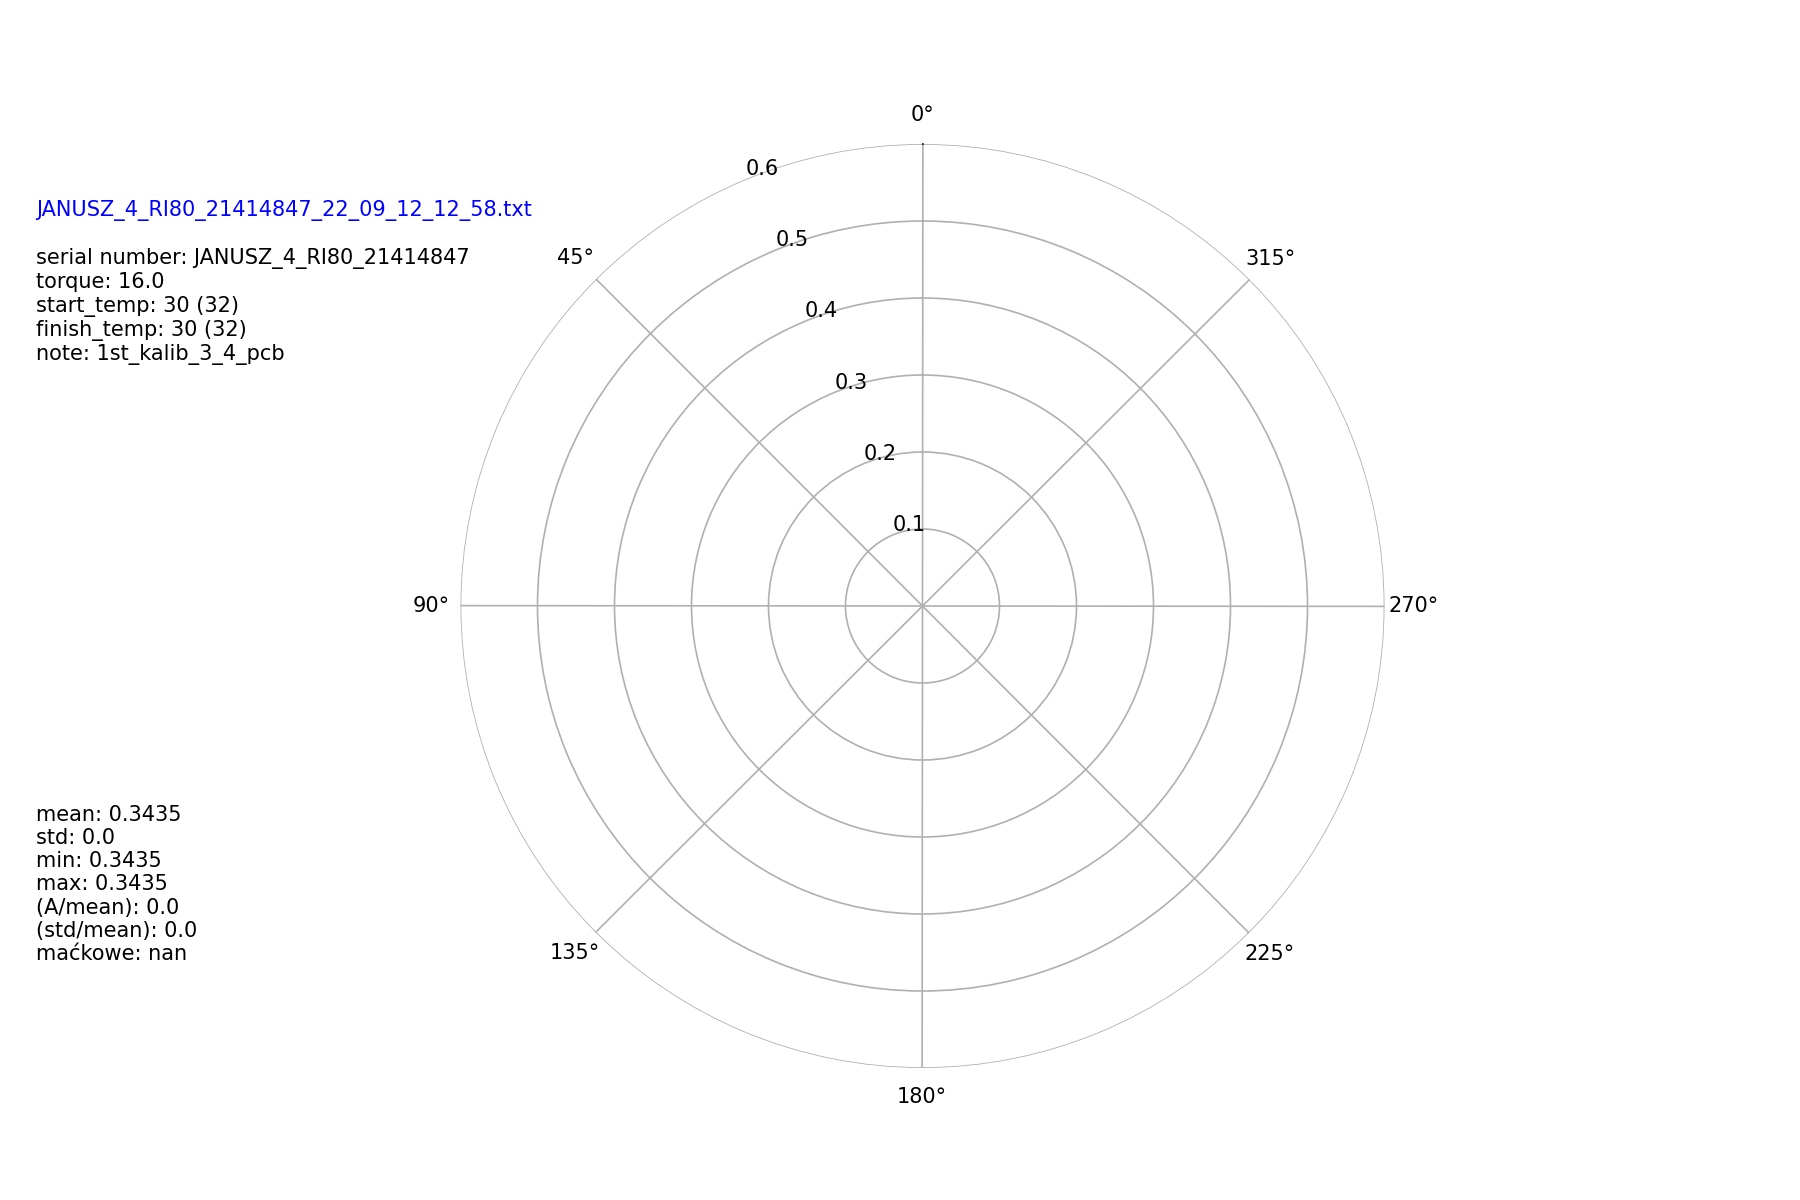 JANUSZ_4_RI80_21414847_22_09_12_12_58.txt
serial number: JANUSZ_4_RI80_21414847
torque: 16.0
start_temp: 30 (32)
finish_temp: 30 (32)
note: 1st_kalib_3_4_pcb
0°
45°
315°
90°
270°
135°
225°
180°
0.6
0.5
0.4
0.3
0.2
0.1
mean: 0.3435
std: 0.0
min: 0.3435
max: 0.3435
(A/mean): 0.0
(std/mean): 0.0
maćkowe: nan